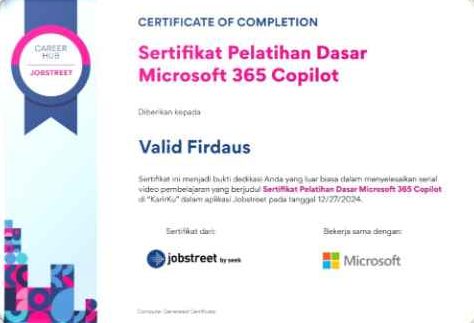 CERTIFICATE OF COMPLETION
CAREER
HUB
JOBSTREET
Sertifikat Pelatihan Dasar
Microsoft 365 Copilot
Diberikan kepada
Valid Firdaus
Sertifikat ini menjadi bukti dedikasi Anda yang luar biasa dalam menyelesaikan serial
video pembelajaran yang berjudul Sertifikat Pelatihan Dasar Microsoft 365 Copilot
di "KarirKu" dalam aplikasi Jobstreet pada tanggal 12/27/2024.
Sertifikat dari:
Bekerja sama dengan:
jobstreet by seek
Microsoft
Computer Generated Certificate